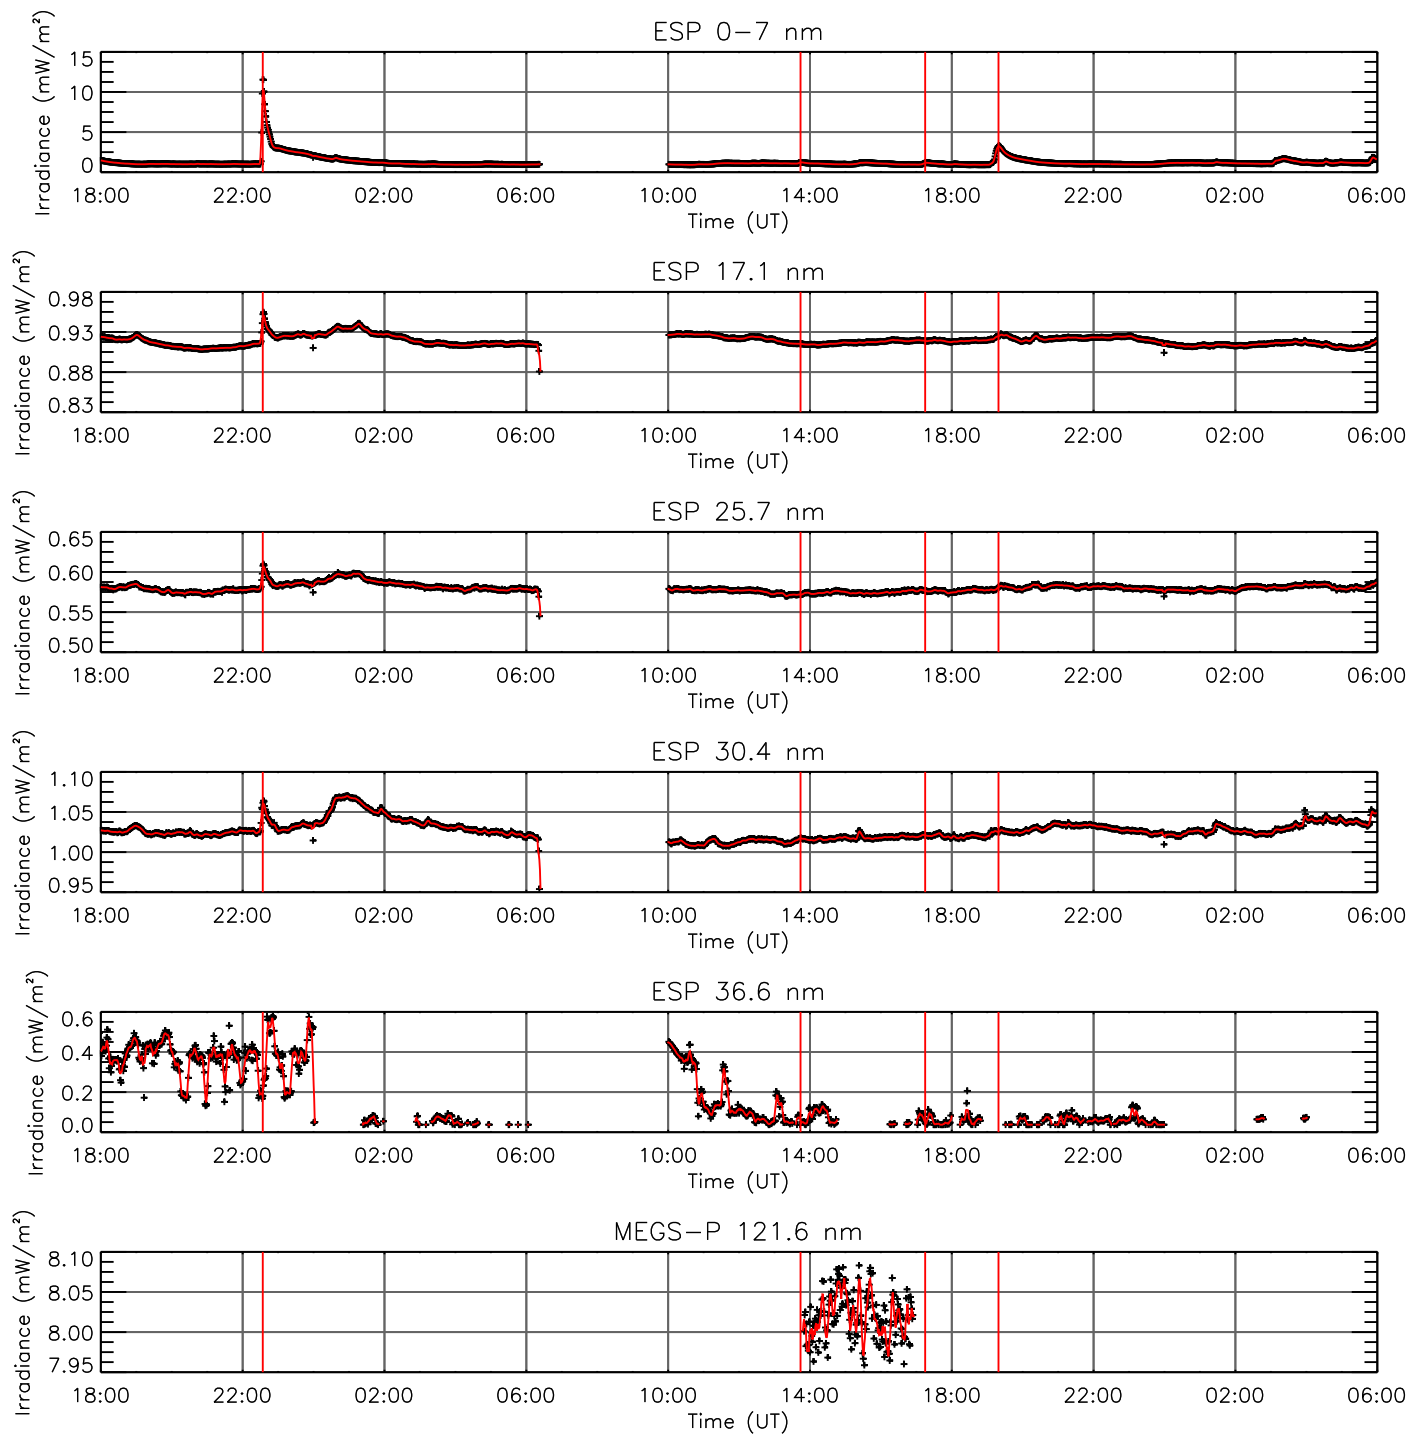 ESP 0-7 nm
Irradiance (mW/m²)
15
10
5
0
18:00 22:00 02:00 06:00 10:00 14:00 18:00 22:00 02:00 06:00
Time (UT)
ESP 17.1 nm
Irradiance (mW/m²)
0.98
0.93
0.88
0.83
18:00 22:00 02:00 06:00 10:00 14:00 18:00 22:00 02:00 06:00
Time (UT)
ESP 25.7 nm
Irradiance (mW/m²)
0.65
0.60
0.55
0.50
18:00 22:00 02:00 06:00 10:00 14:00 18:00 22:00 02:00 06:00
Time (UT)
ESP 30.4 nm
Irradiance (mW/m²)
1.10
1.05
1.00
0.95
18:00 22:00 02:00 06:00 10:00 14:00 18:00 22:00 02:00 06:00
Time (UT)
ESP 36.6 nm
Irradiance (mW/m²)
0.6
0.4
0.2
0.0
18:00 22:00 02:00 06:00 10:00 14:00 18:00 22:00 02:00 06:00
Time (UT)
MEGS-P 121.6 nm
Irradiance (mW/m²)
8.10
8.05
8.00
7.95
18:00 22:00 02:00 06:00 10:00 14:00 18:00 22:00 02:00 06:00
Time (UT)